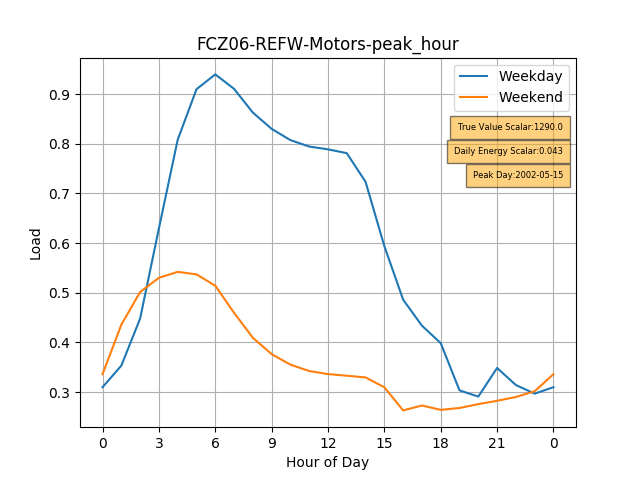 FCZ06-REFW-Motors-peak_hour
Weekday
Weekend
True Value Scalar:1290.0
Daily Energy Scalar:0.043
Peak Day:2002-05-15
Load
0.9
0.8
0.7
0.6
0.5
0.4
0.3
0 3 6 9 12 15 18 21 0
Hour of Day